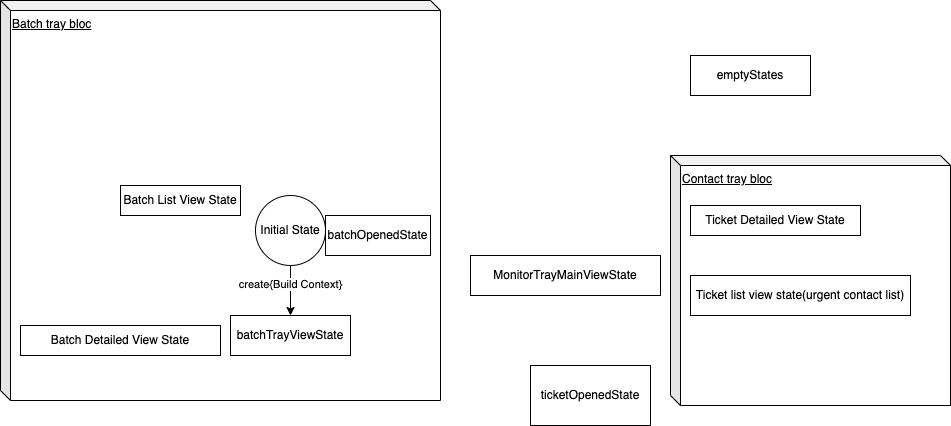 Batch tray bloc
emptyStates
Contact tray bloc
Batch List View State
Ticket Detailed View State
Initial State
batchOpenedState
MonitorTrayMainViewState
create{Build Context}
Ticket list view state(urgent contact list)
batchTrayViewState
Batch Detailed View State
ticketOpenedState